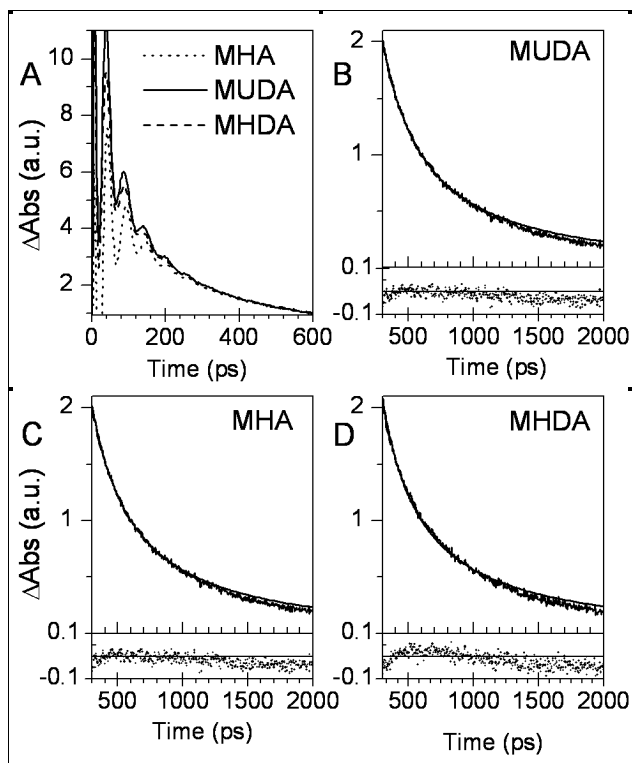 A
MHA
MUDA
MHDA
ΔAbs (a.u.)
10
8
6
4
2
0 200 400 600
Time (ps)
B
MUDA
2
1
0.1
-0.1
500 1000 1500 2000
Time (ps)
C
MHA
ΔAbs (a.u.)
2
1
0.1
-0.1
500 1000 1500 2000
Time (ps)
D
MHDA
2
1
0.1
-0.1
500 1000 1500 2000
Time (ps)